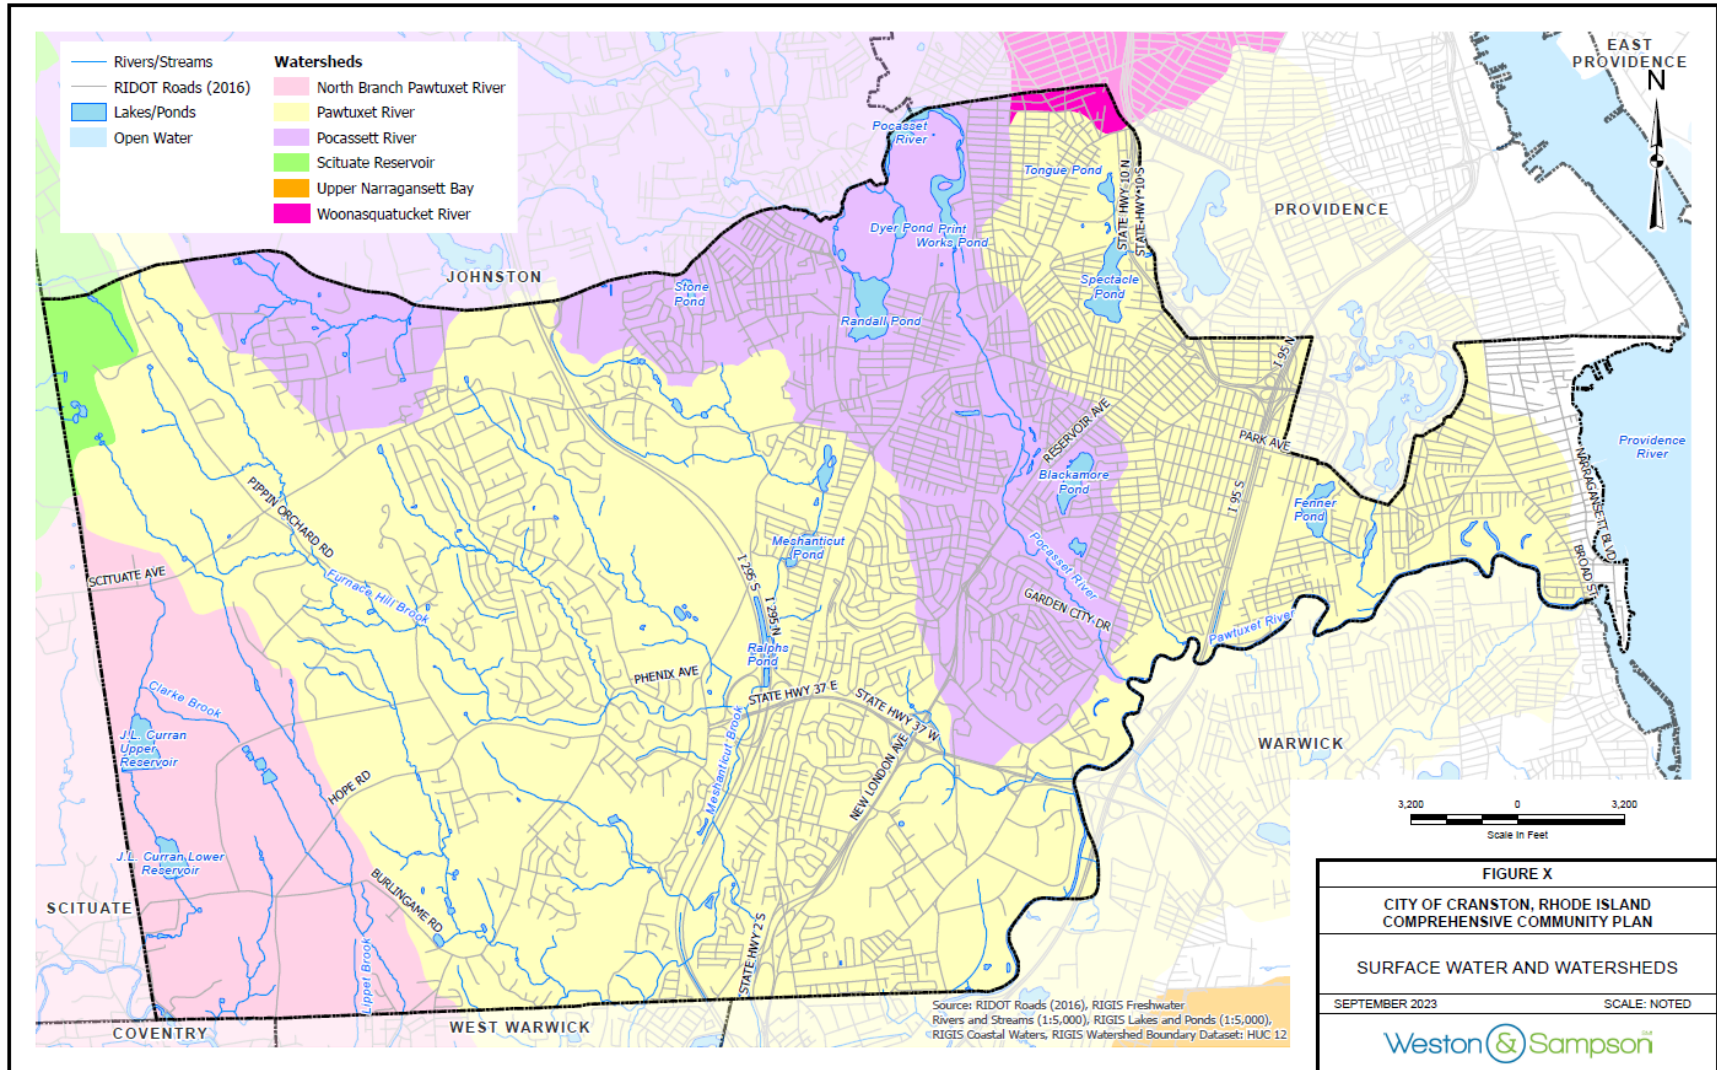 Rivers/Streams
RIDOT Roads (2016)
Lakes/Ponds
Open Water
Watersheds
North Branch Pawtuxet River
Pawtuxet River
Pocassett River
Scituate Reservoir
Upper Narragansett Bay
Woonasquatucket River
EAST
PROVIDENCE
N
Pocasset
River
Tongue Pond
STATE HWY 10 N
STATE HWY 10 S
PROVIDENCE
Dyer Pond
Print
Works Pond
JOHNSTON
Stone
Pond
Spectacle
Pond
Randall Pond
I 95 N
RESERVOIR AVE
PARK AVE
Providence
River
NARRAGANSETT BLVD
Blackamore
Pond
I 95 S
Fenner
Pond
PIPPIN ORCHARD RD
Meshanticut
Pond
Pocasset River
BROAD ST
SCITUATE AVE
Furnace Hill Brook
I 295 S
I 295 N
GARDEN CITY DR
Pawtuxet River
Ralphs
Pond
PHENIX AVE
Clarke Brook
STATE HWY 37 E
STATE HWY 37 W
J.L. Curran
Upper
Reservoir
Meshanticut Brook
NEW LONDON AVE
WARWICK
HOPE RD
3,200
0
3,200
Scale In Feet
J.L. Curran Lower
Reservoir
BURLINGAME RD
SCITUATE
Lippet Brook
STATE HWY 2 S
COVENTRY
WEST WARWICK
Source: RIDOT Roads (2016), RIGIS Freshwater
Rivers and Streams (1:5,000), RIGIS Lakes and Ponds (1:5,000),
RIGIS Coastal Waters, RIGIS Watershed Boundary Dataset: HUC 12
FIGURE X
CITY OF CRANSTON, RHODE ISLAND
COMPREHENSIVE COMMUNITY PLAN
SURFACE WATER AND WATERSHEDS
SEPTEMBER 2023
SCALE: NOTED
Weston & Sampson